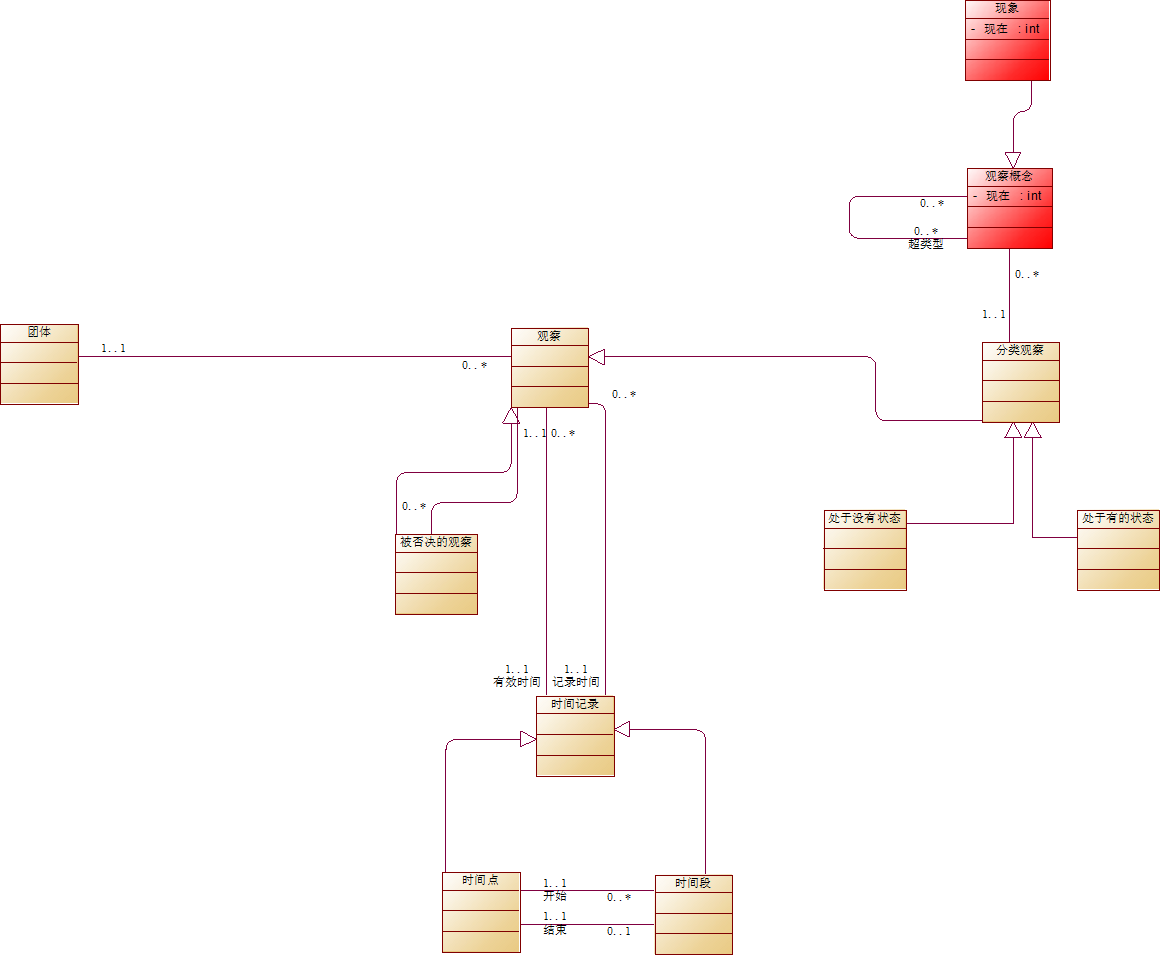 现象
- 现在 : int
观察概念
- 现在 : int
0..*
0..*
超类型
0..*
1..1
团体
1..1
观察
0..*
分类观察
0..*
1..1 0..*
0..*
被否决的观察
处于没有状态
处于有的状态
1..1
有效时间
1..1
记录时间
时间记录
时间点
时间段
1..1
开始
0..*
1..1
结束
0..1